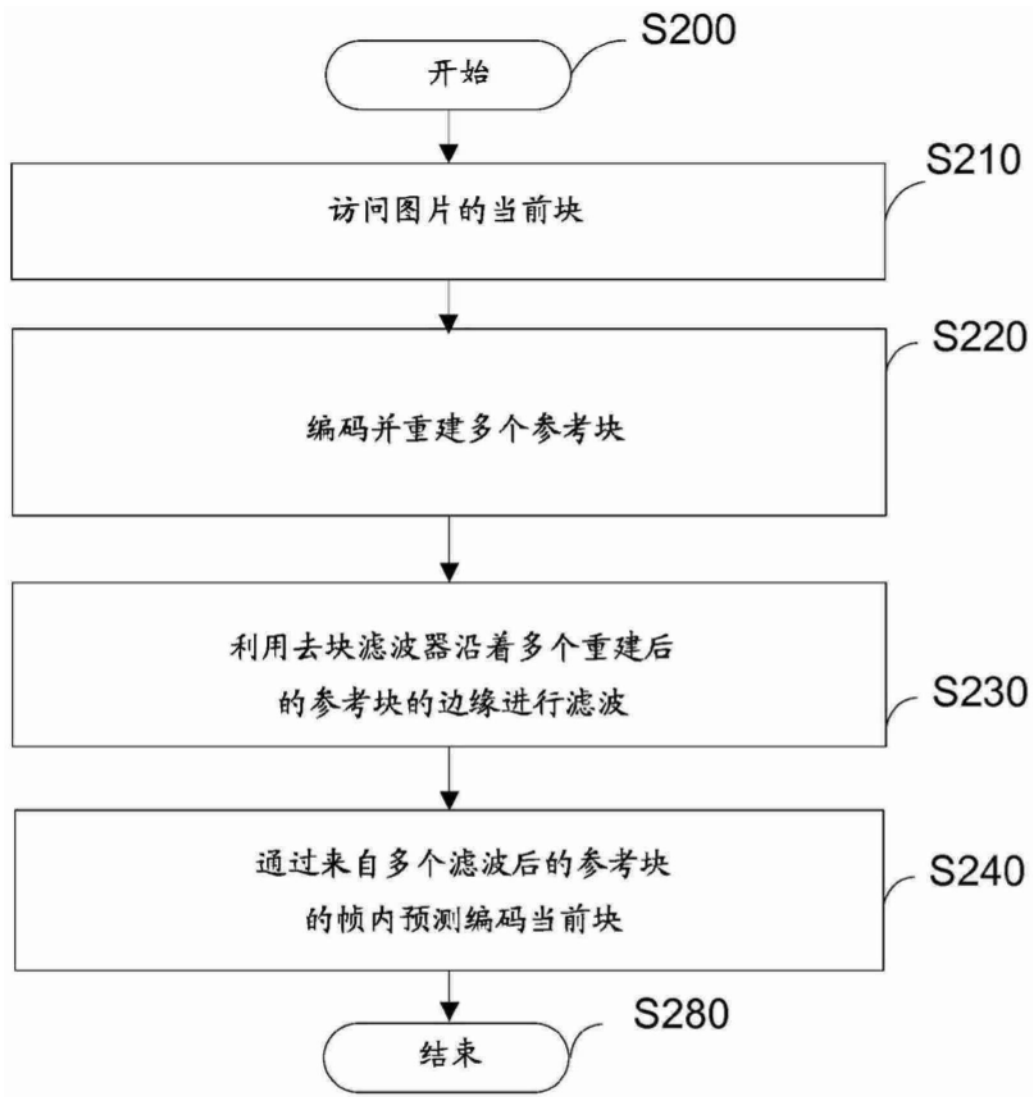 S200
开始
S210
访问图片的当前块
S220
编码并重建多个参考块
利用去块滤波器沿着多个重建后
的参考块的边缘进行滤波
S230
通过来自多个滤波后的参考块
的帧内预测编码当前块
S240
S280
结束